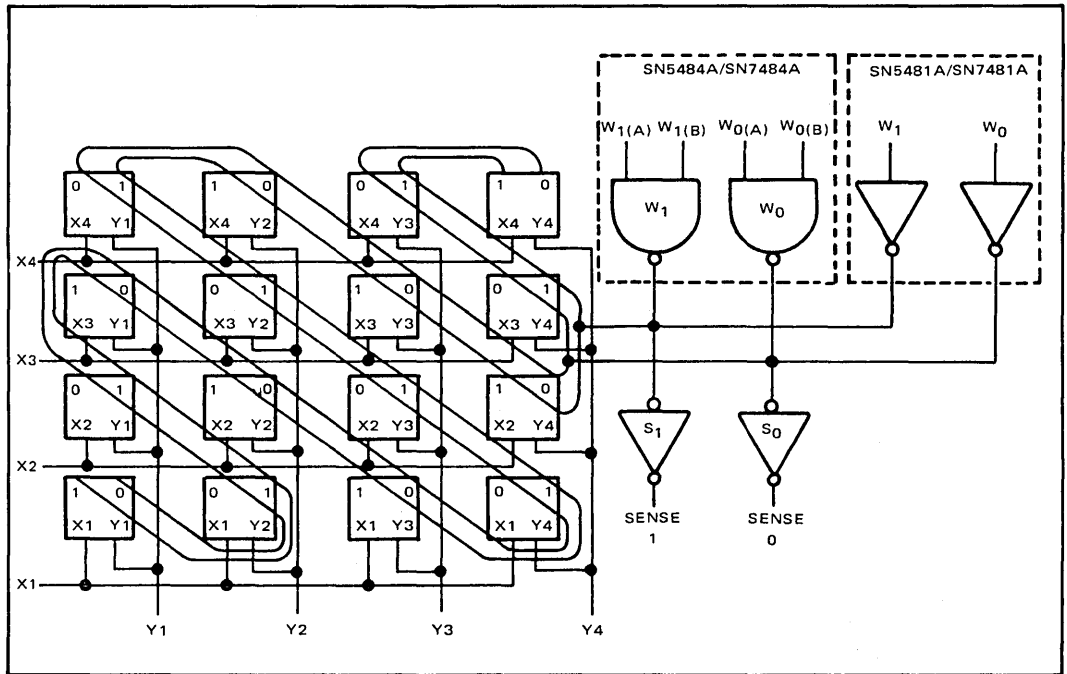 SN5484A/SN7484A
SN5481A/SN7481A
W1(A) W1(B) W0(A) W0(B) W1 W0
W1 W0
0 1 1 0 0 1 1 0
X4 Y1 X4 Y2 X4 Y3 X4 Y4
X4
1 0 0 1 1 0 0 1
X3 Y1 X3 Y2 X3 Y3 X3 Y4
X3
0 1 1 0 0 1 1 0
X2 Y1 X2 Y2 X2 Y3 X2 Y4
X2
S1 S0
1 0 0 1 1 0 0 1
X1 Y1 X1 Y2 X1 Y3 X1 Y4
SENSE SENSE
1 0
X1
Y1 Y2 Y3 Y4